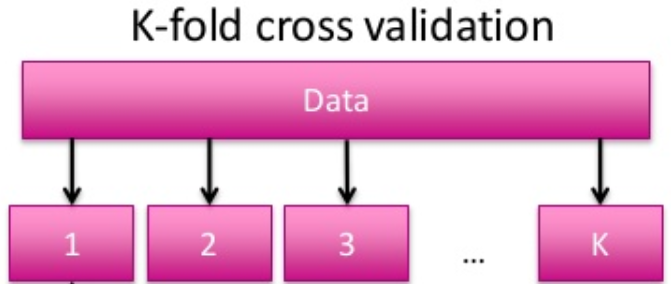 K-fold cross validation
Data
1 2 3 ... K